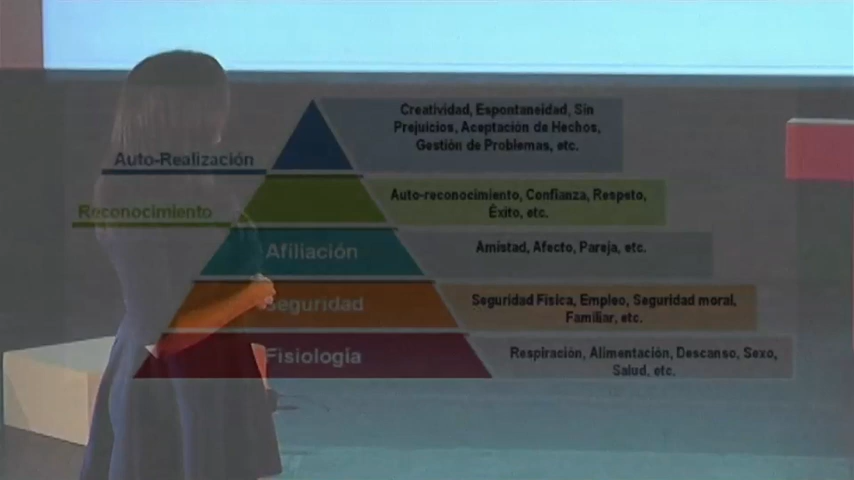 Creatividad, Espontaneidad, Sin
Prejuicios, Aceptación de Hechos,
Gestión de Problemas, etc.
Auto-Realización
Auto-reconocimiento, Confianza, Respeto,
Éxito, etc.
Reconocimiento
Afiliación
Amistad, Afecto, Pareja, etc.
Seguridad
Seguridad Física, Empleo, Seguridad moral,
Familiar, etc.
Fisiología
Respiración, Alimentación, Descanso, Sexo,
Salud, etc.